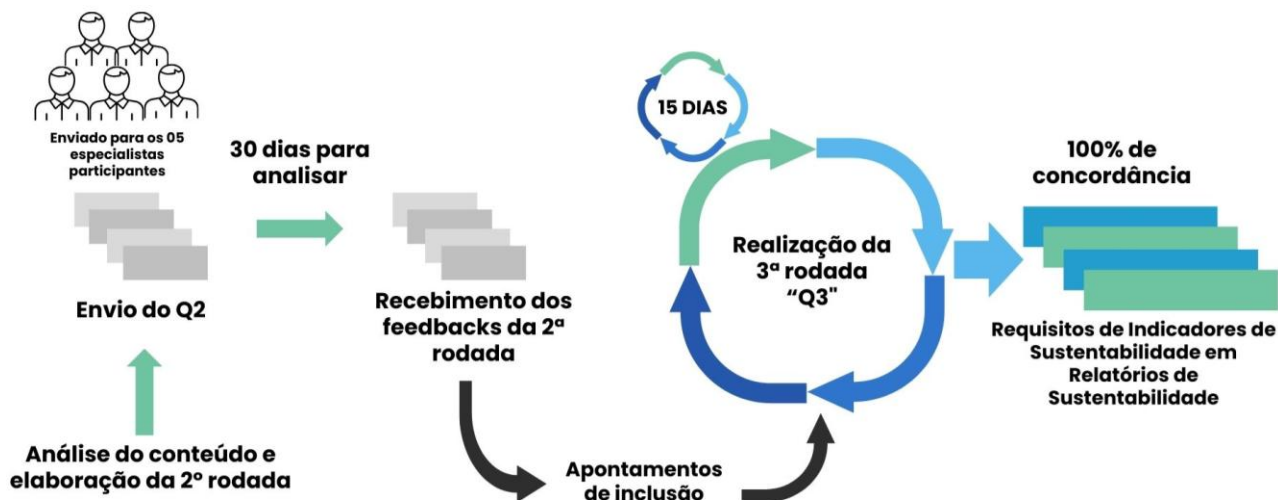 Enviado para os 05
especialistas
participantes
30 dias para
analisar
Envio do Q2
Análise do conteúdo e
elaboração da 2º rodada
Recebimento dos
feedbacks da 2ª
rodada
Apontamentos
de inclusão
15 DIAS
Realização da
3ª rodada
“Q3"
100% de
concordância
Requisitos de Indicadores de
Sustentabilidade em
Relatórios de
Sustentabilidade